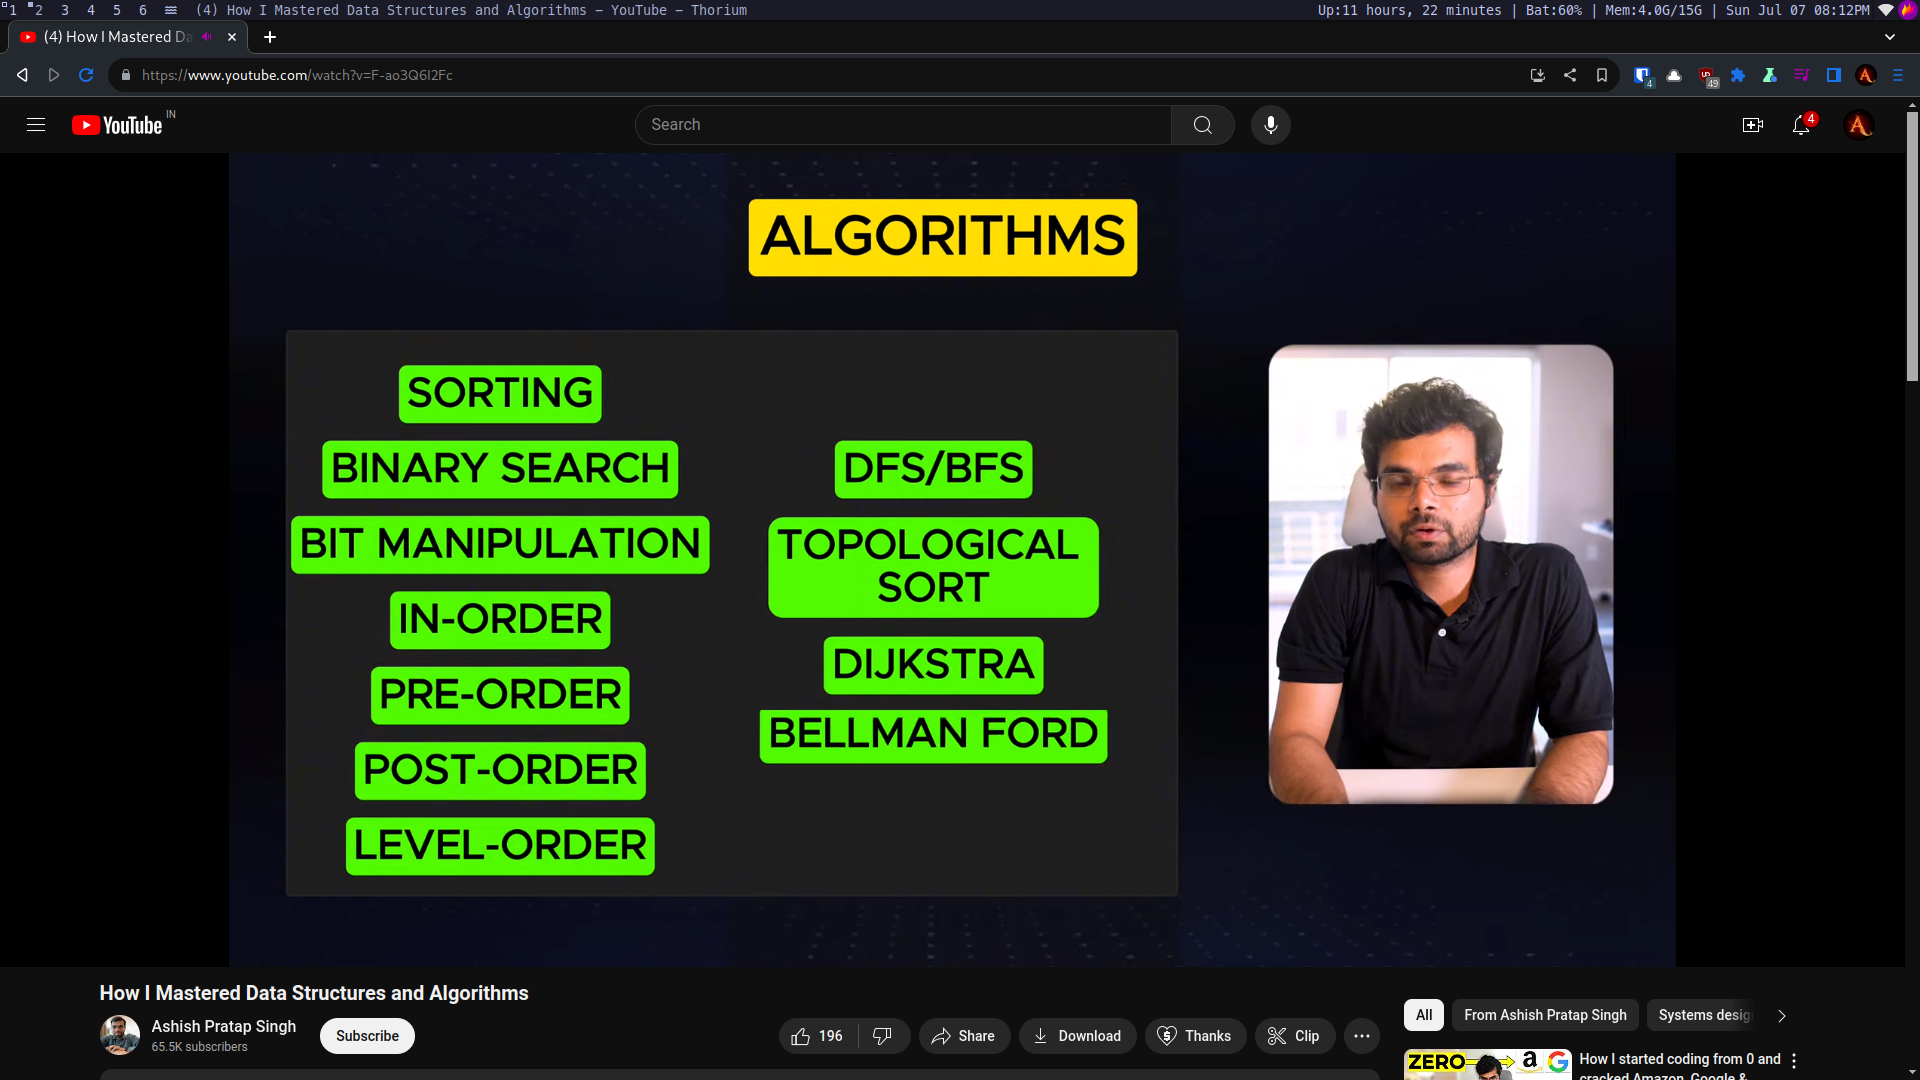 1 2 3 4 5 6 (4) How I Mastered Data Structures and Algorithms – YouTube – Thorium
Up:11 hours, 22 minutes | Bat:60% | Mem:4.0G/15G | Sun Jul 07 08:12PM
(4) How I Mastered Da
https://www.youtube.com/watch?v=F-ao3Q6I2Fc
4
49
YouTube IN
Search
4
ALGORITHMS
SORTING
BINARY SEARCH
BIT MANIPULATION
IN-ORDER
PRE-ORDER
POST-ORDER
LEVEL-ORDER
DFS/BFS
TOPOLOGICAL
SORT
DIJKSTRA
BELLMAN FORD
How I Mastered Data Structures and Algorithms
Ashish Pratap Singh
65.5K subscribers
Subscribe
196
Share
Download
Thanks
Clip
All
From Ashish Pratap Singh
Systems desig
ZERO
a G
How I started coding from 0 and
cracked Amazon, Google &